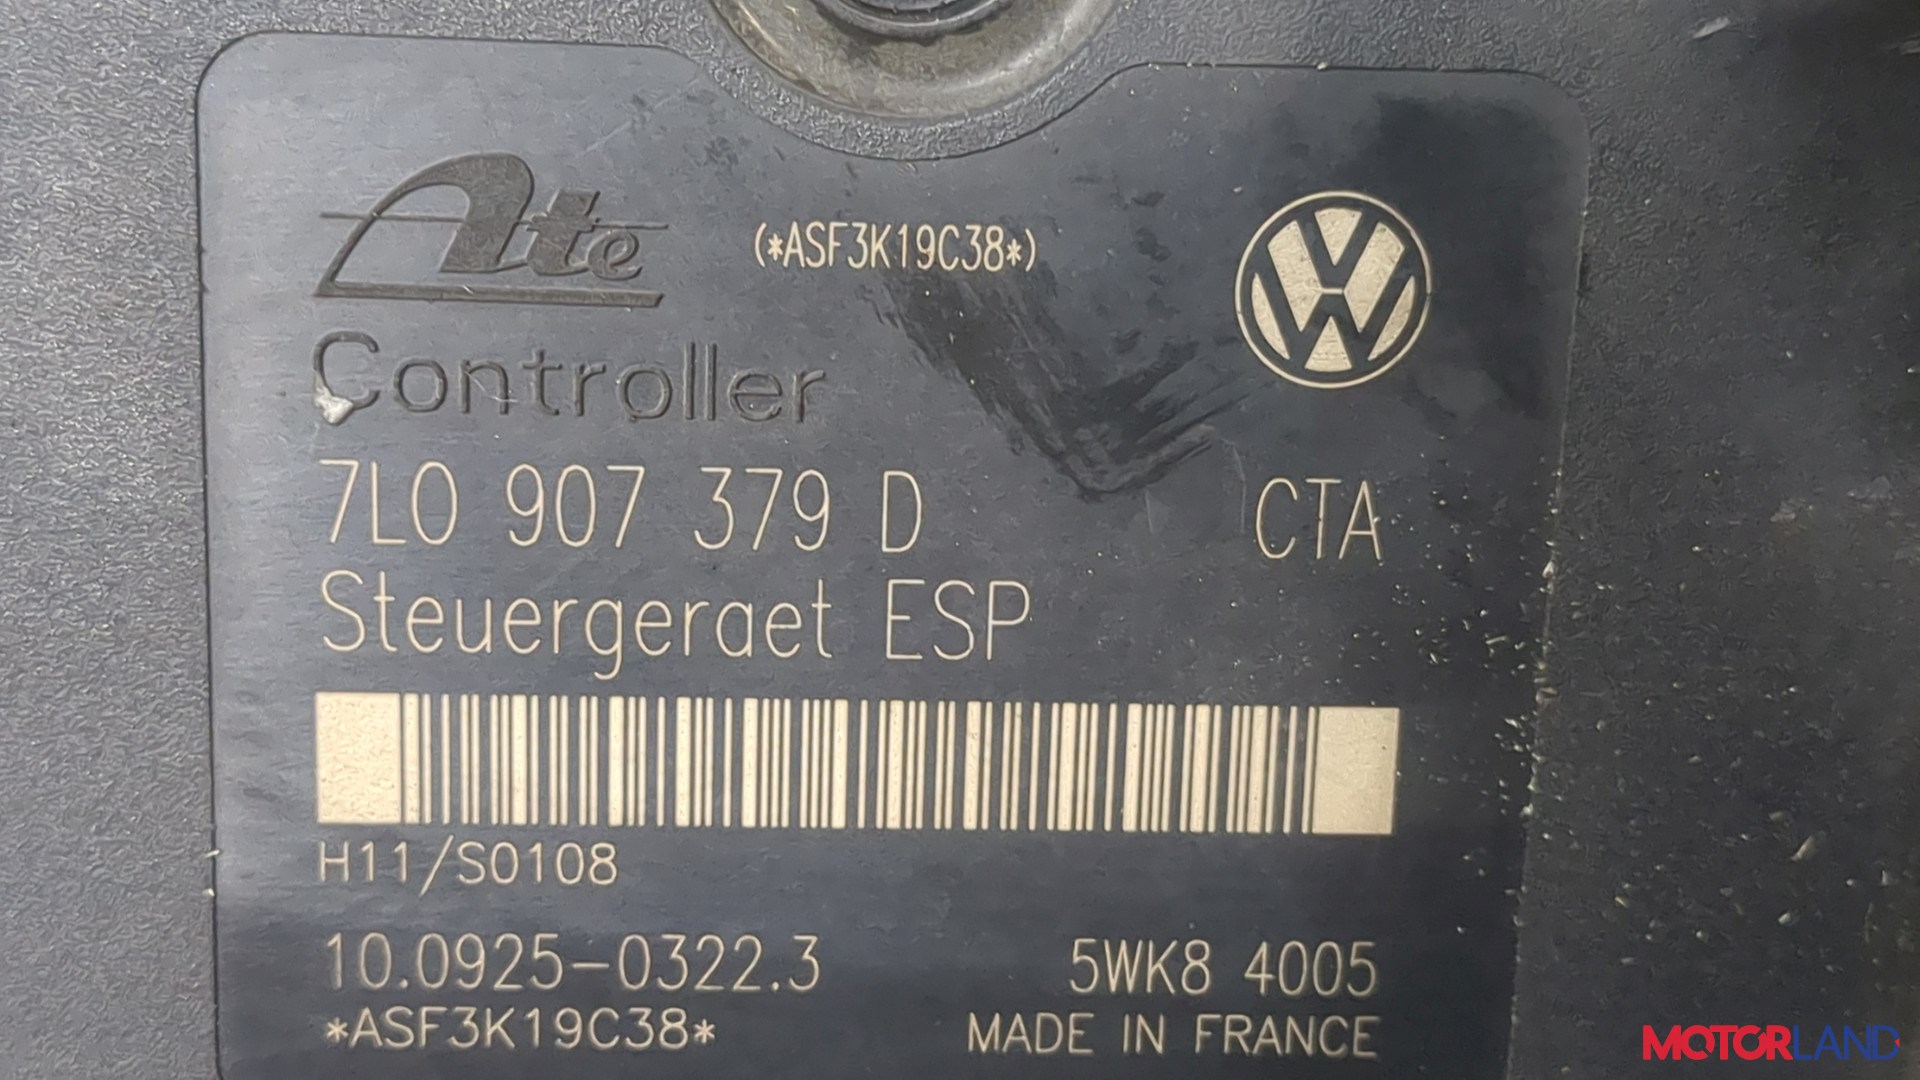 Ate (*ASF3K19C38*)
Controller
7L0 907 379 D CTA
Steuergeraet ESP
H11/S0108
10.0925-0322.3 5WK8 4005
*ASF3K19C38* MADE IN FRANCE
MOTORLAND